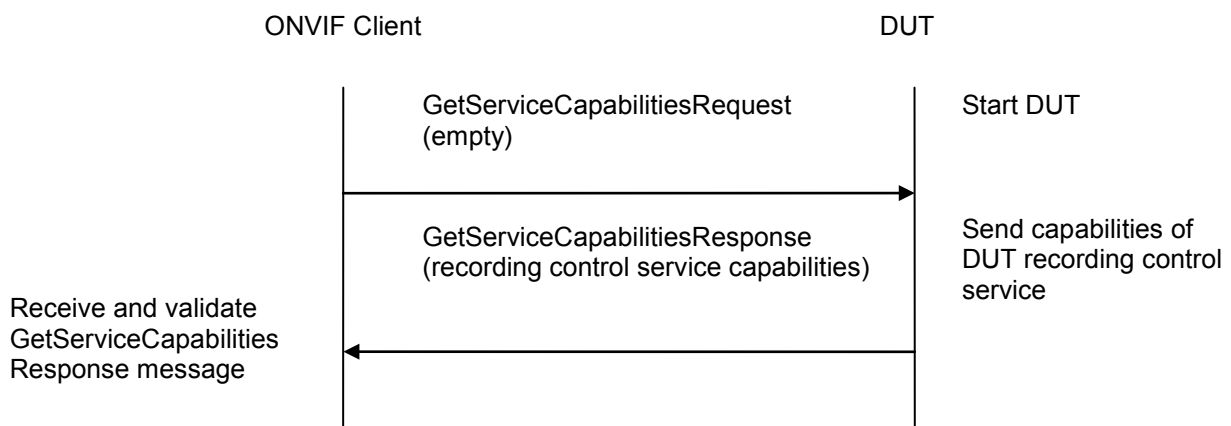 ONVIF Client
DUT
GetServiceCapabilitiesRequest
(empty)
Start DUT
GetServiceCapabilitiesResponse
(recording control service capabilities)
Send capabilities of
DUT recording control
service
Receive and validate
GetServiceCapabilities
Response message